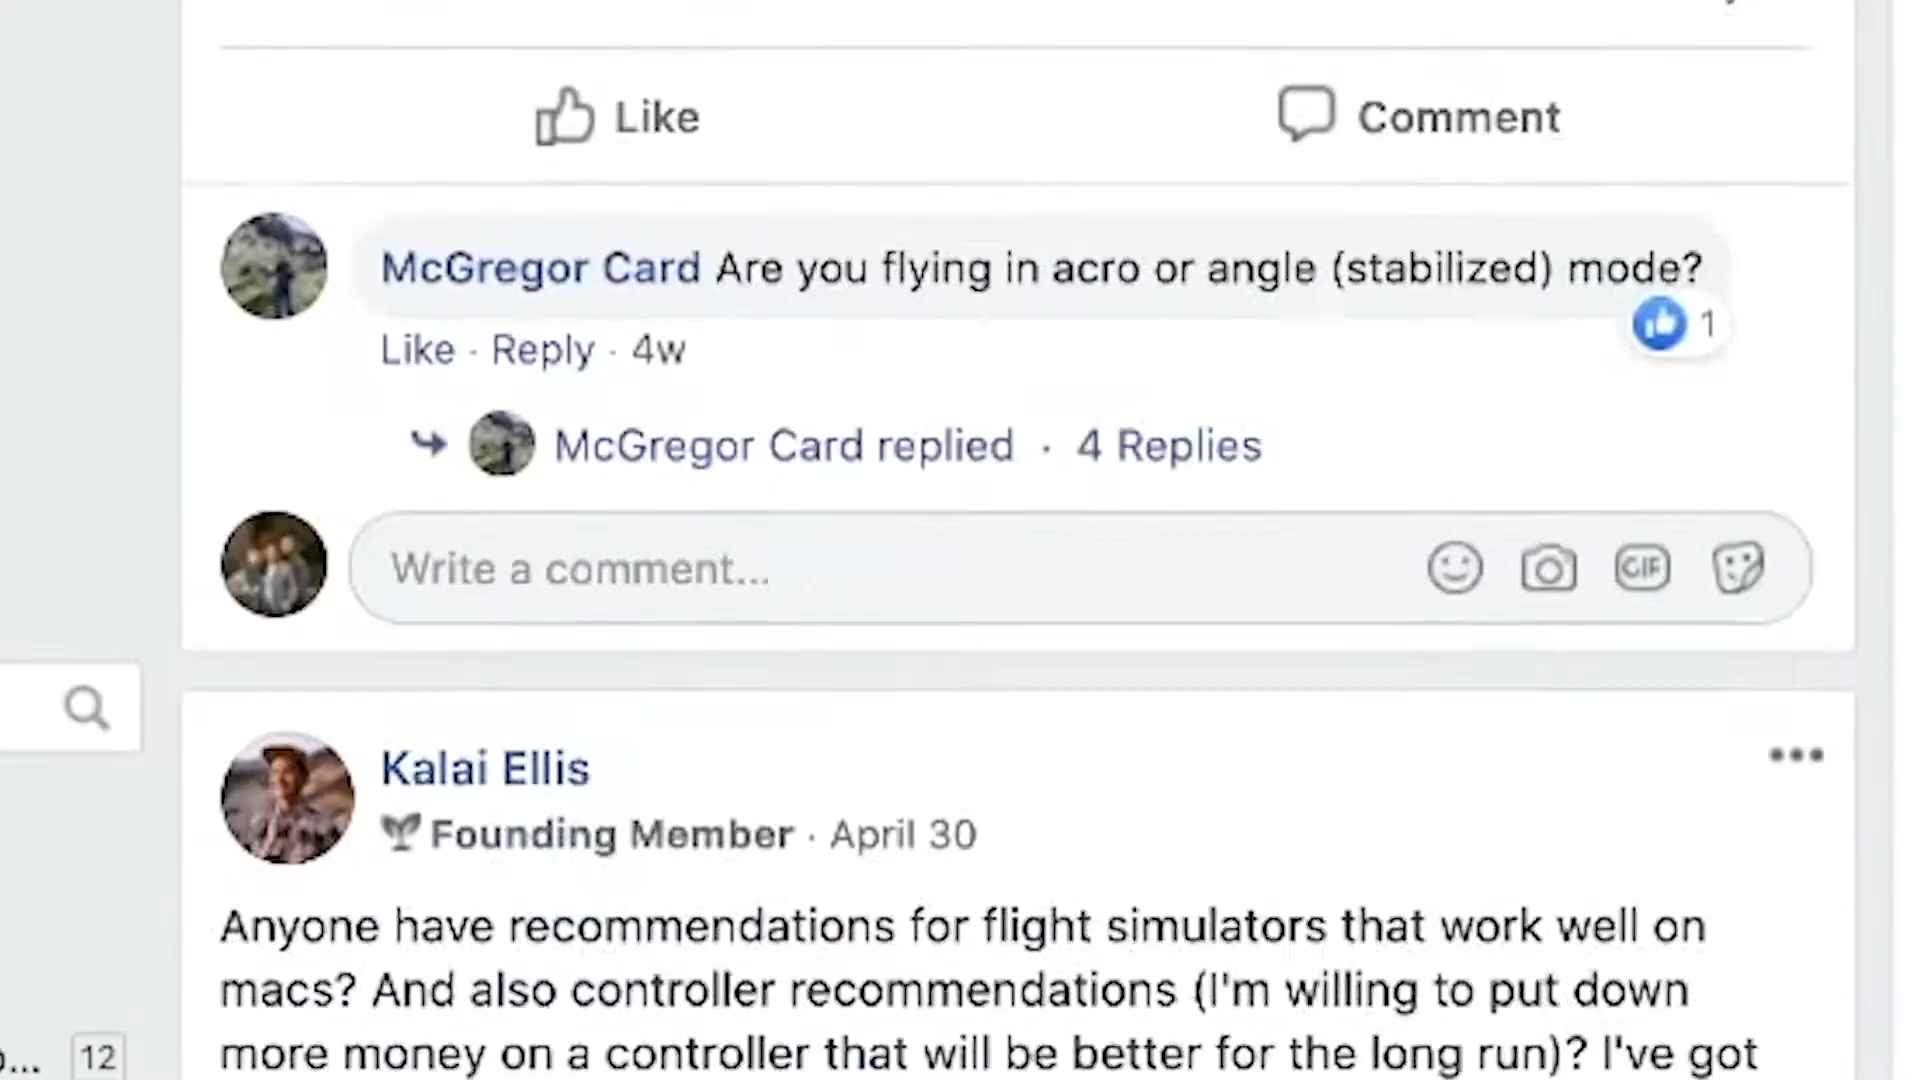 Like
Comment
McGregor Card Are you flying in acro or angle (stabilized) mode?
1
Like · Reply · 4w
McGregor Card replied · 4 Replies
Write a comment...
GIF
Kalai Ellis
Founding Member · April 30
Anyone have recommendations for flight simulators that work well on
macs? And also controller recommendations (I'm willing to put down
more money on a controller that will be better for the long run)? I've got
12